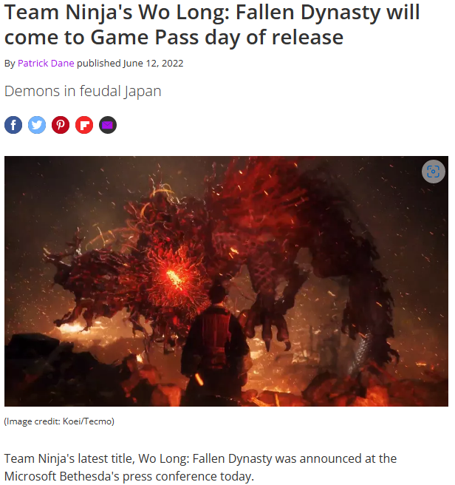 Team Ninja's Wo Long: Fallen Dynasty will
come to Game Pass day of release
By Patrick Dane published June 12, 2022
Demons in feudal Japan
(Image credit: Koei/Tecmo)
Team Ninja's latest title, Wo Long: Fallen Dynasty was announced at the
Microsoft Bethesda's press conference today.